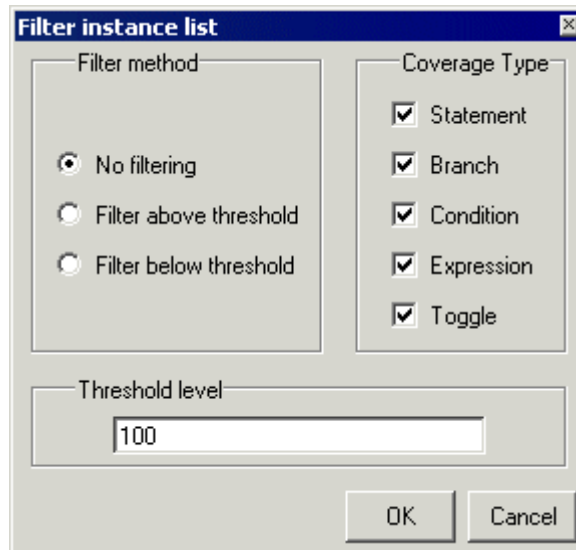 Filter instance list
Filter method
No filtering
Filter above threshold
Filter below threshold
Coverage Type
Statement
Branch
Condition
Expression
Toggle
Threshold level
100
OK
Cancel